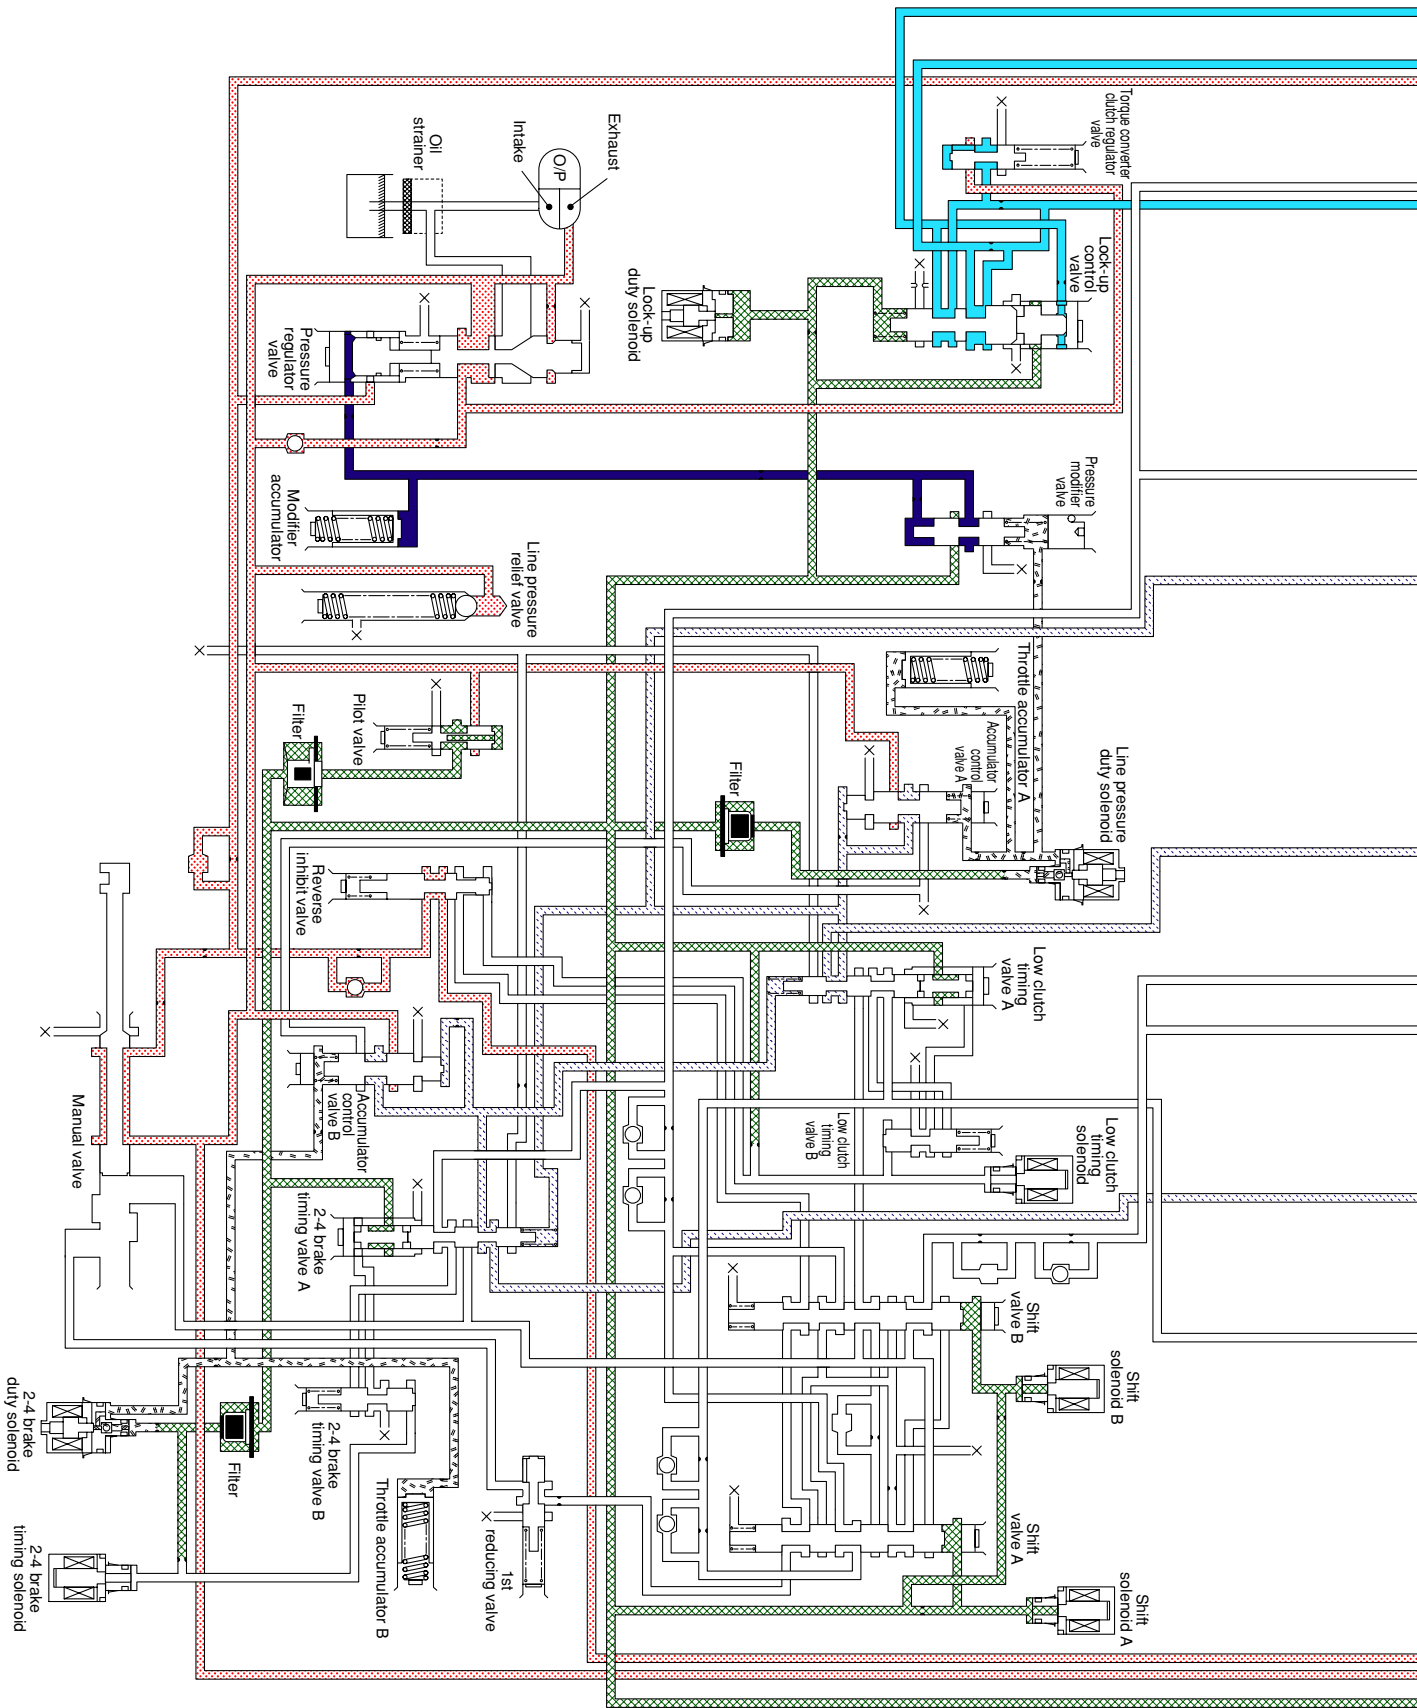 Torque converter
clutch regulator
valve
Exhaust
Intake
O/P
Oil
strainer
Lock-up
control
valve
Lock-up
duty solenoid
Pressure
regulator
valve
Pressure
modifier
valve
Modifier
accumulator
Line pressure
relief valve
Throttle accumulator A
Accumulator
control
valve A
Line pressure
duty solenoid
Pilot valve
Filter
Filter
Reverse
inhibit valve
Low clutch
timing
valve A
Manual valve
Accumulator
control
valve B
Low clutch
timing
valve B
Low clutch
timing
solenoid
2-4 brake
timing valve A
Shift
valve B
Shift
solenoid B
2-4 brake
duty solenoid
Filter
2-4 brake
timing valve B
Throttle accumulator B
1st
reducing valve
Shift
valve A
Shift
solenoid A
2-4 brake
timing solenoid